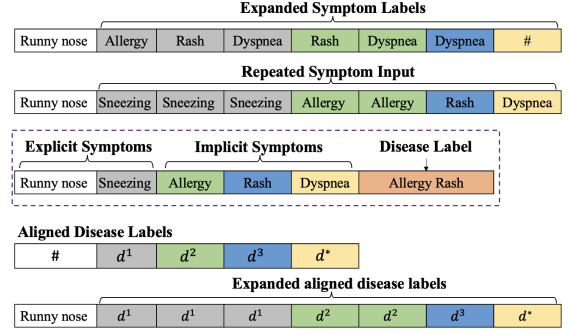 Expanded Symptom Labels
Runny nose Allergy Rash Dyspnea Rash Dyspnea Dyspnea #
Repeated Symptom Input
Runny nose Sneezing Sneezing Sneezing Allergy Allergy Rash Dyspnea
Explicit Symptoms Implicit Symptoms Disease Label
Runny nose Sneezing Allergy Rash Dyspnea Allergy Rash
Aligned Disease Labels
# d¹ d² d³ d*
Expanded aligned disease labels
Runny nose d¹ d¹ d¹ d² d² d³ d*